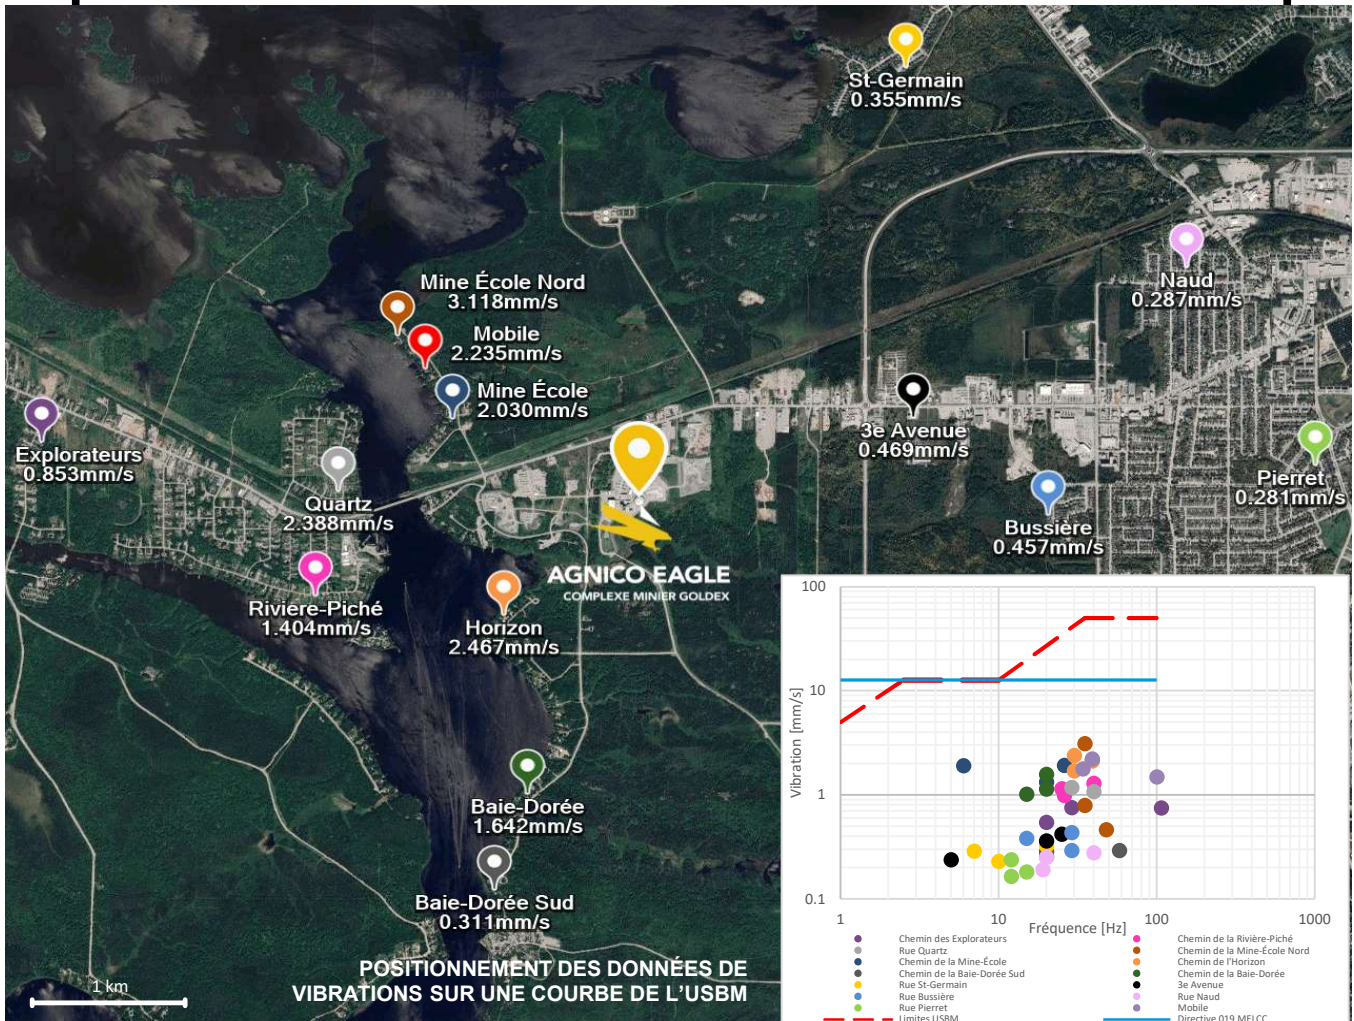 St-Germain
0.355mm/s
Naud
0.287mm/s
Mine École Nord
3.118mm/s
Mobile
2.235mm/s
Mine École
2.030mm/s
Explorateurs
0.853mm/s
Quartz
2.388mm/s
3e Avenue
0.469mm/s
Pierret
0.281mm/s
Bussière
0.457mm/s
AGNICO EAGLE
COMPLEXE MINIER GOLDEX
Riviere-Piché
1.404mm/s
Horizon
2.467mm/s
Baie-Dorée
1.642mm/s
Baie-Dorée Sud
0.311mm/s
POSITIONNEMENT DES DONNÉES DE
VIBRATIONS SUR UNE COURBE DE L'USBM
1 km
100
10
1
0.1
Vibration [mm/s]
1 10 100 1000
Fréquence [Hz]
Chemin des Explorateurs Chemin de la Rivière-Piché
Rue Quartz Chemin de la Mine-École Nord
Chemin de la Mine-École Chemin de l'Horizon
Chemin de la Baie-Dorée Sud Chemin de la Baie-Dorée
Rue St-Germain 3e Avenue
Rue Bussière Rue Naud
Rue Pierret Mobile
Limites USBM Directive 019 MELCC